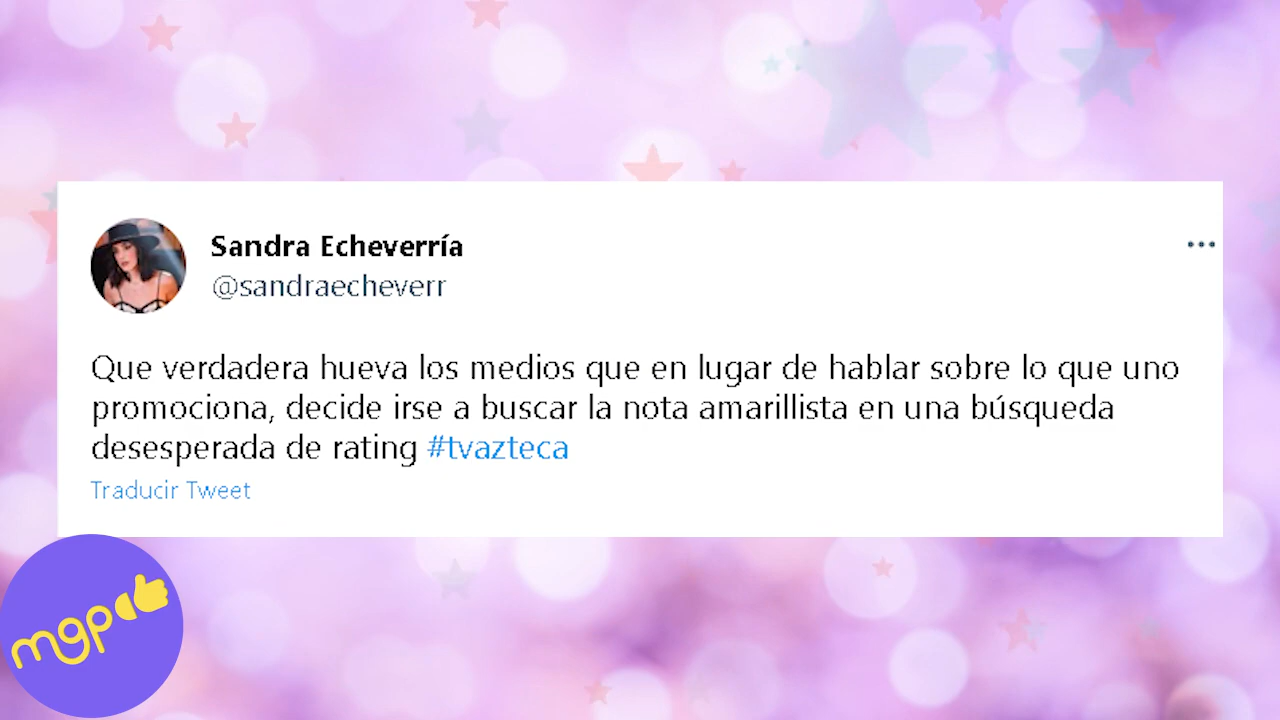 Sandra Echeverría
@sandraecheverr
Que verdadera hueva los medios que en lugar de hablar sobre lo que uno
promociona, decide irse a buscar la nota amarillista en una búsqueda
desesperada de rating #tvazteca
Traducir Tweet
mgp